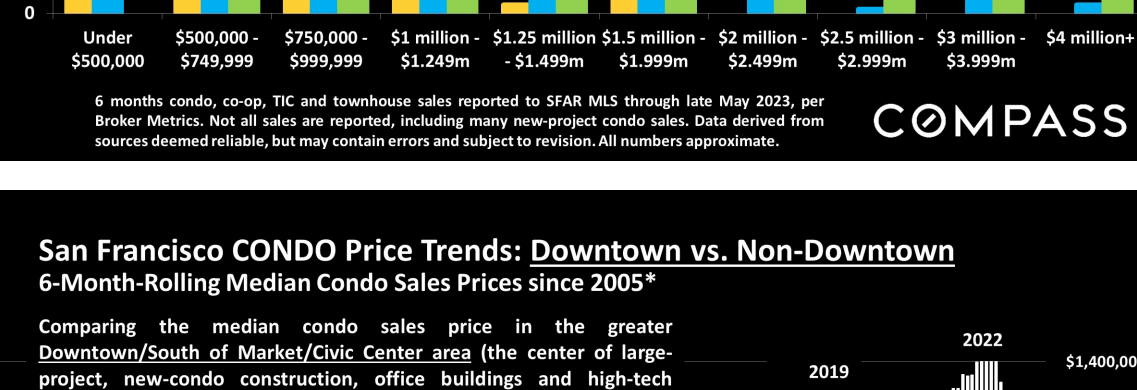 0
Under $500,000
$500,000 - $749,999
$750,000 - $999,999
$1 million - $1.249m
$1.25 million - $1.499m
$1.5 million - $1.999m
$2 million - $2.499m
$2.5 million - $2.999m
$3 million - $3.999m
$4 million+
6 months condo, co-op, TIC and townhouse sales reported to SFAR MLS through late May 2023, per
Broker Metrics. Not all sales are reported, including many new-project condo sales. Data derived from
sources deemed reliable, but may contain errors and subject to revision. All numbers approximate.
COMPASS
San Francisco CONDO Price Trends: Downtown vs. Non-Downtown
6-Month-Rolling Median Condo Sales Prices since 2005*
Comparing the median condo sales price in the greater
Downtown/South of Market/Civic Center area (the center of large-
project, new-condo construction, office buildings and high-tech
2022
2019
$1,400,00